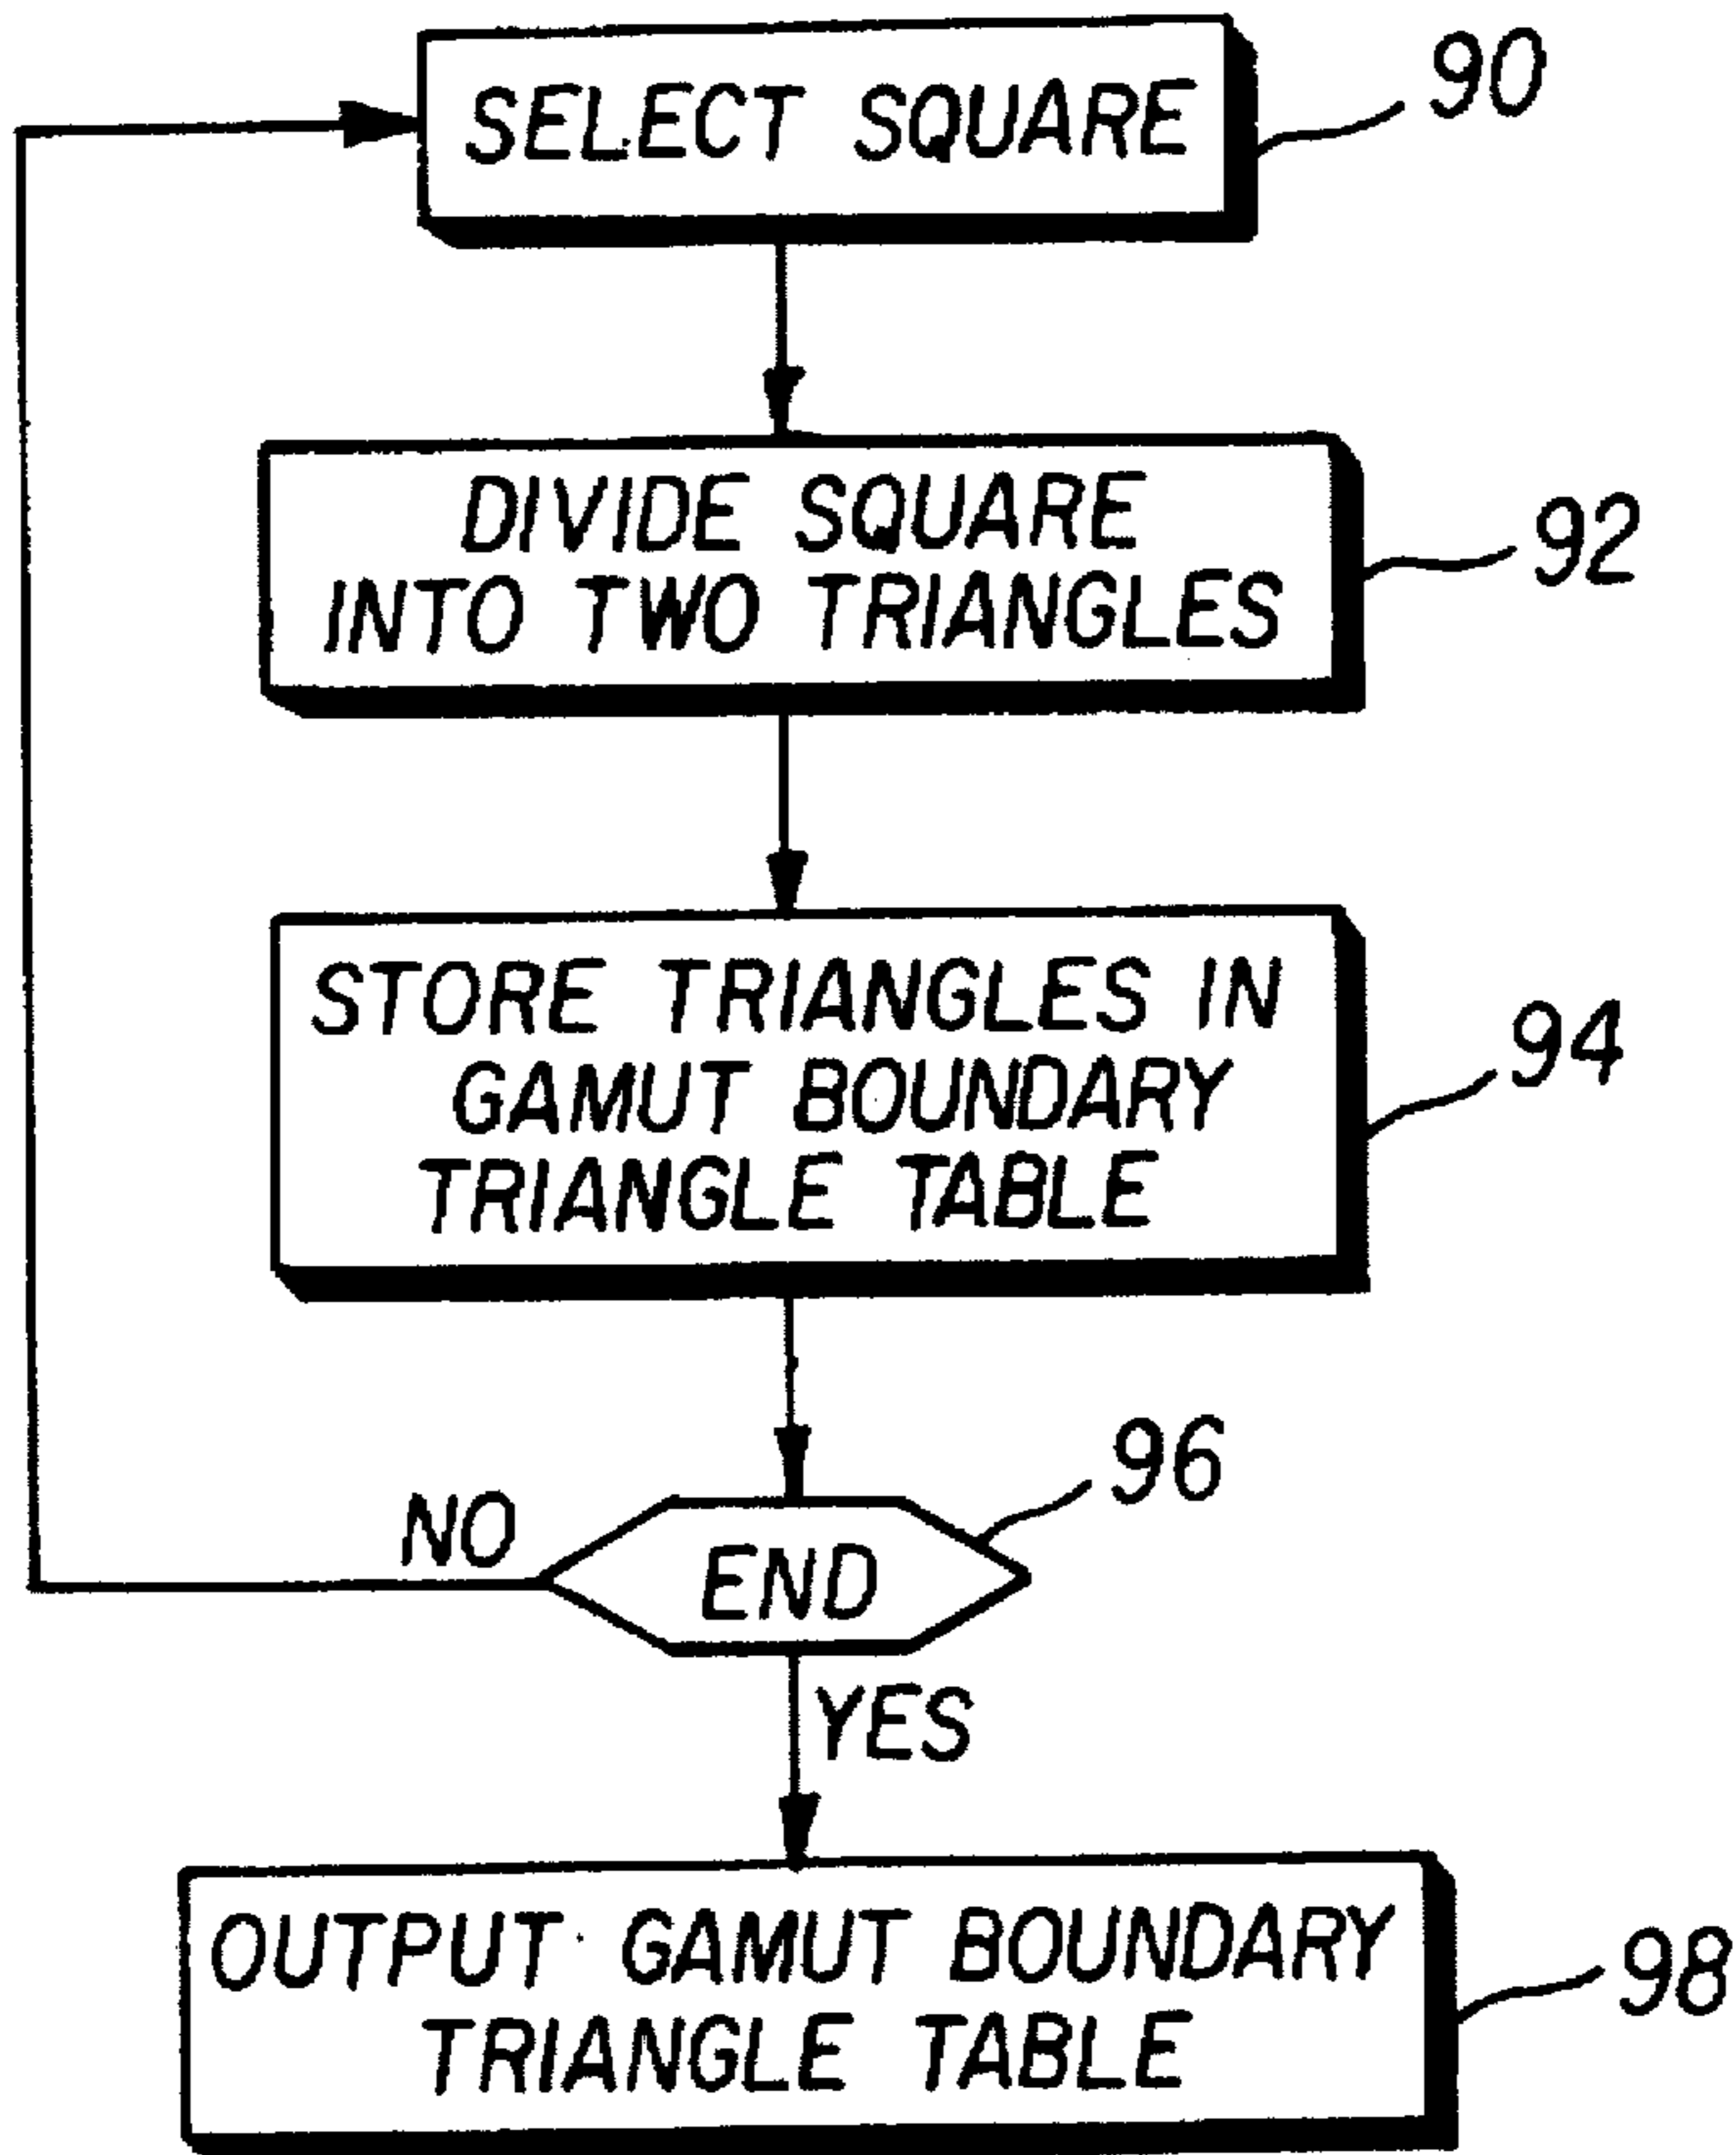 SELECT SQUARE
90
DIVIDE SQUARE
INTO TWO TRIANGLES
92
STORE TRIANGLES IN
GAMUT BOUNDARY
TRIANGLE TABLE
94
96
NO
END
YES
OUTPUT GAMUT BOUNDARY
TRIANGLE TABLE
98